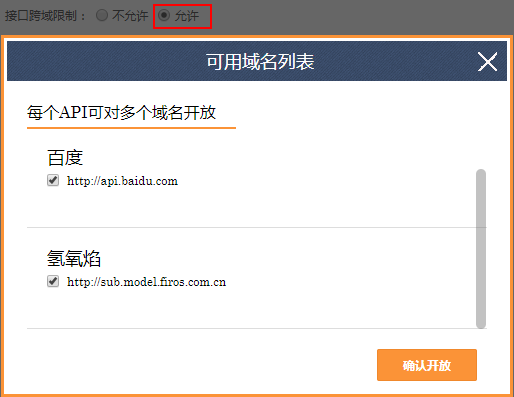 接口跨域限制： 不允许 允许
可用域名列表
每个API可对多个域名开放
百度
http://api.baidu.com
氢氧焰
http://sub.model.firos.com.cn
确认开放